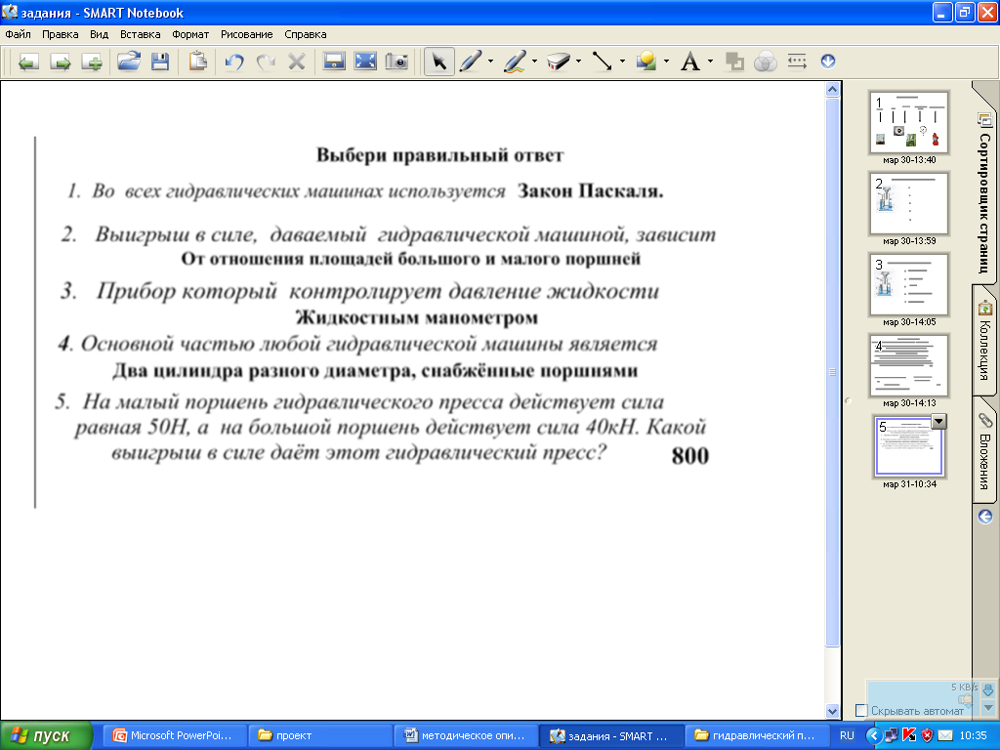 задания - SMART Notebook
Файл Правка Вид Вставка Формат Рисование Справка
Выбери правильный ответ
1. Во всех гидравлических машинах используется Закон Паскаля.
2. Выигрыш в силе, даваемый гидравлической машиной, зависит
От отношения площадей большого и малого поршней
3. Прибор который контролирует давление жидкости
Жидкостным манометром
4. Основной частью любой гидравлической машины является
Два цилиндра разного диаметра, снабжённые поршнями
5. На малый поршень гидравлического пресса действует сила
равная 50Н, а на большой поршень действует сила 40кН. Какой
выигрыш в силе даёт этот гидравлический пресс? 800
1
мар 30-13:40
2
мар 30-13:59
3
мар 30-14:05
4
мар 30-14:13
5
мар 31-10:34
Сортировщик страниц
Коллекция
Вложения
5 KB/s
Скрывать автомат
пуск
Microsoft PowerPoi...
проект
методическое опи...
задания - SMART ...
гидравлический п...
RU
10:35